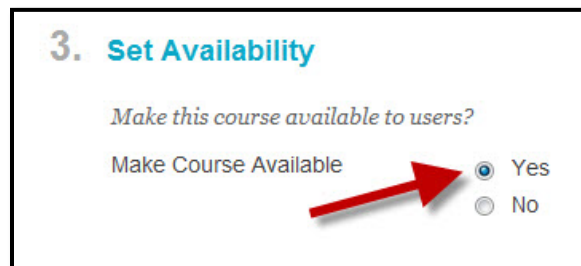 3. Set Availability
Make this course available to users?
Make Course Available Yes
No